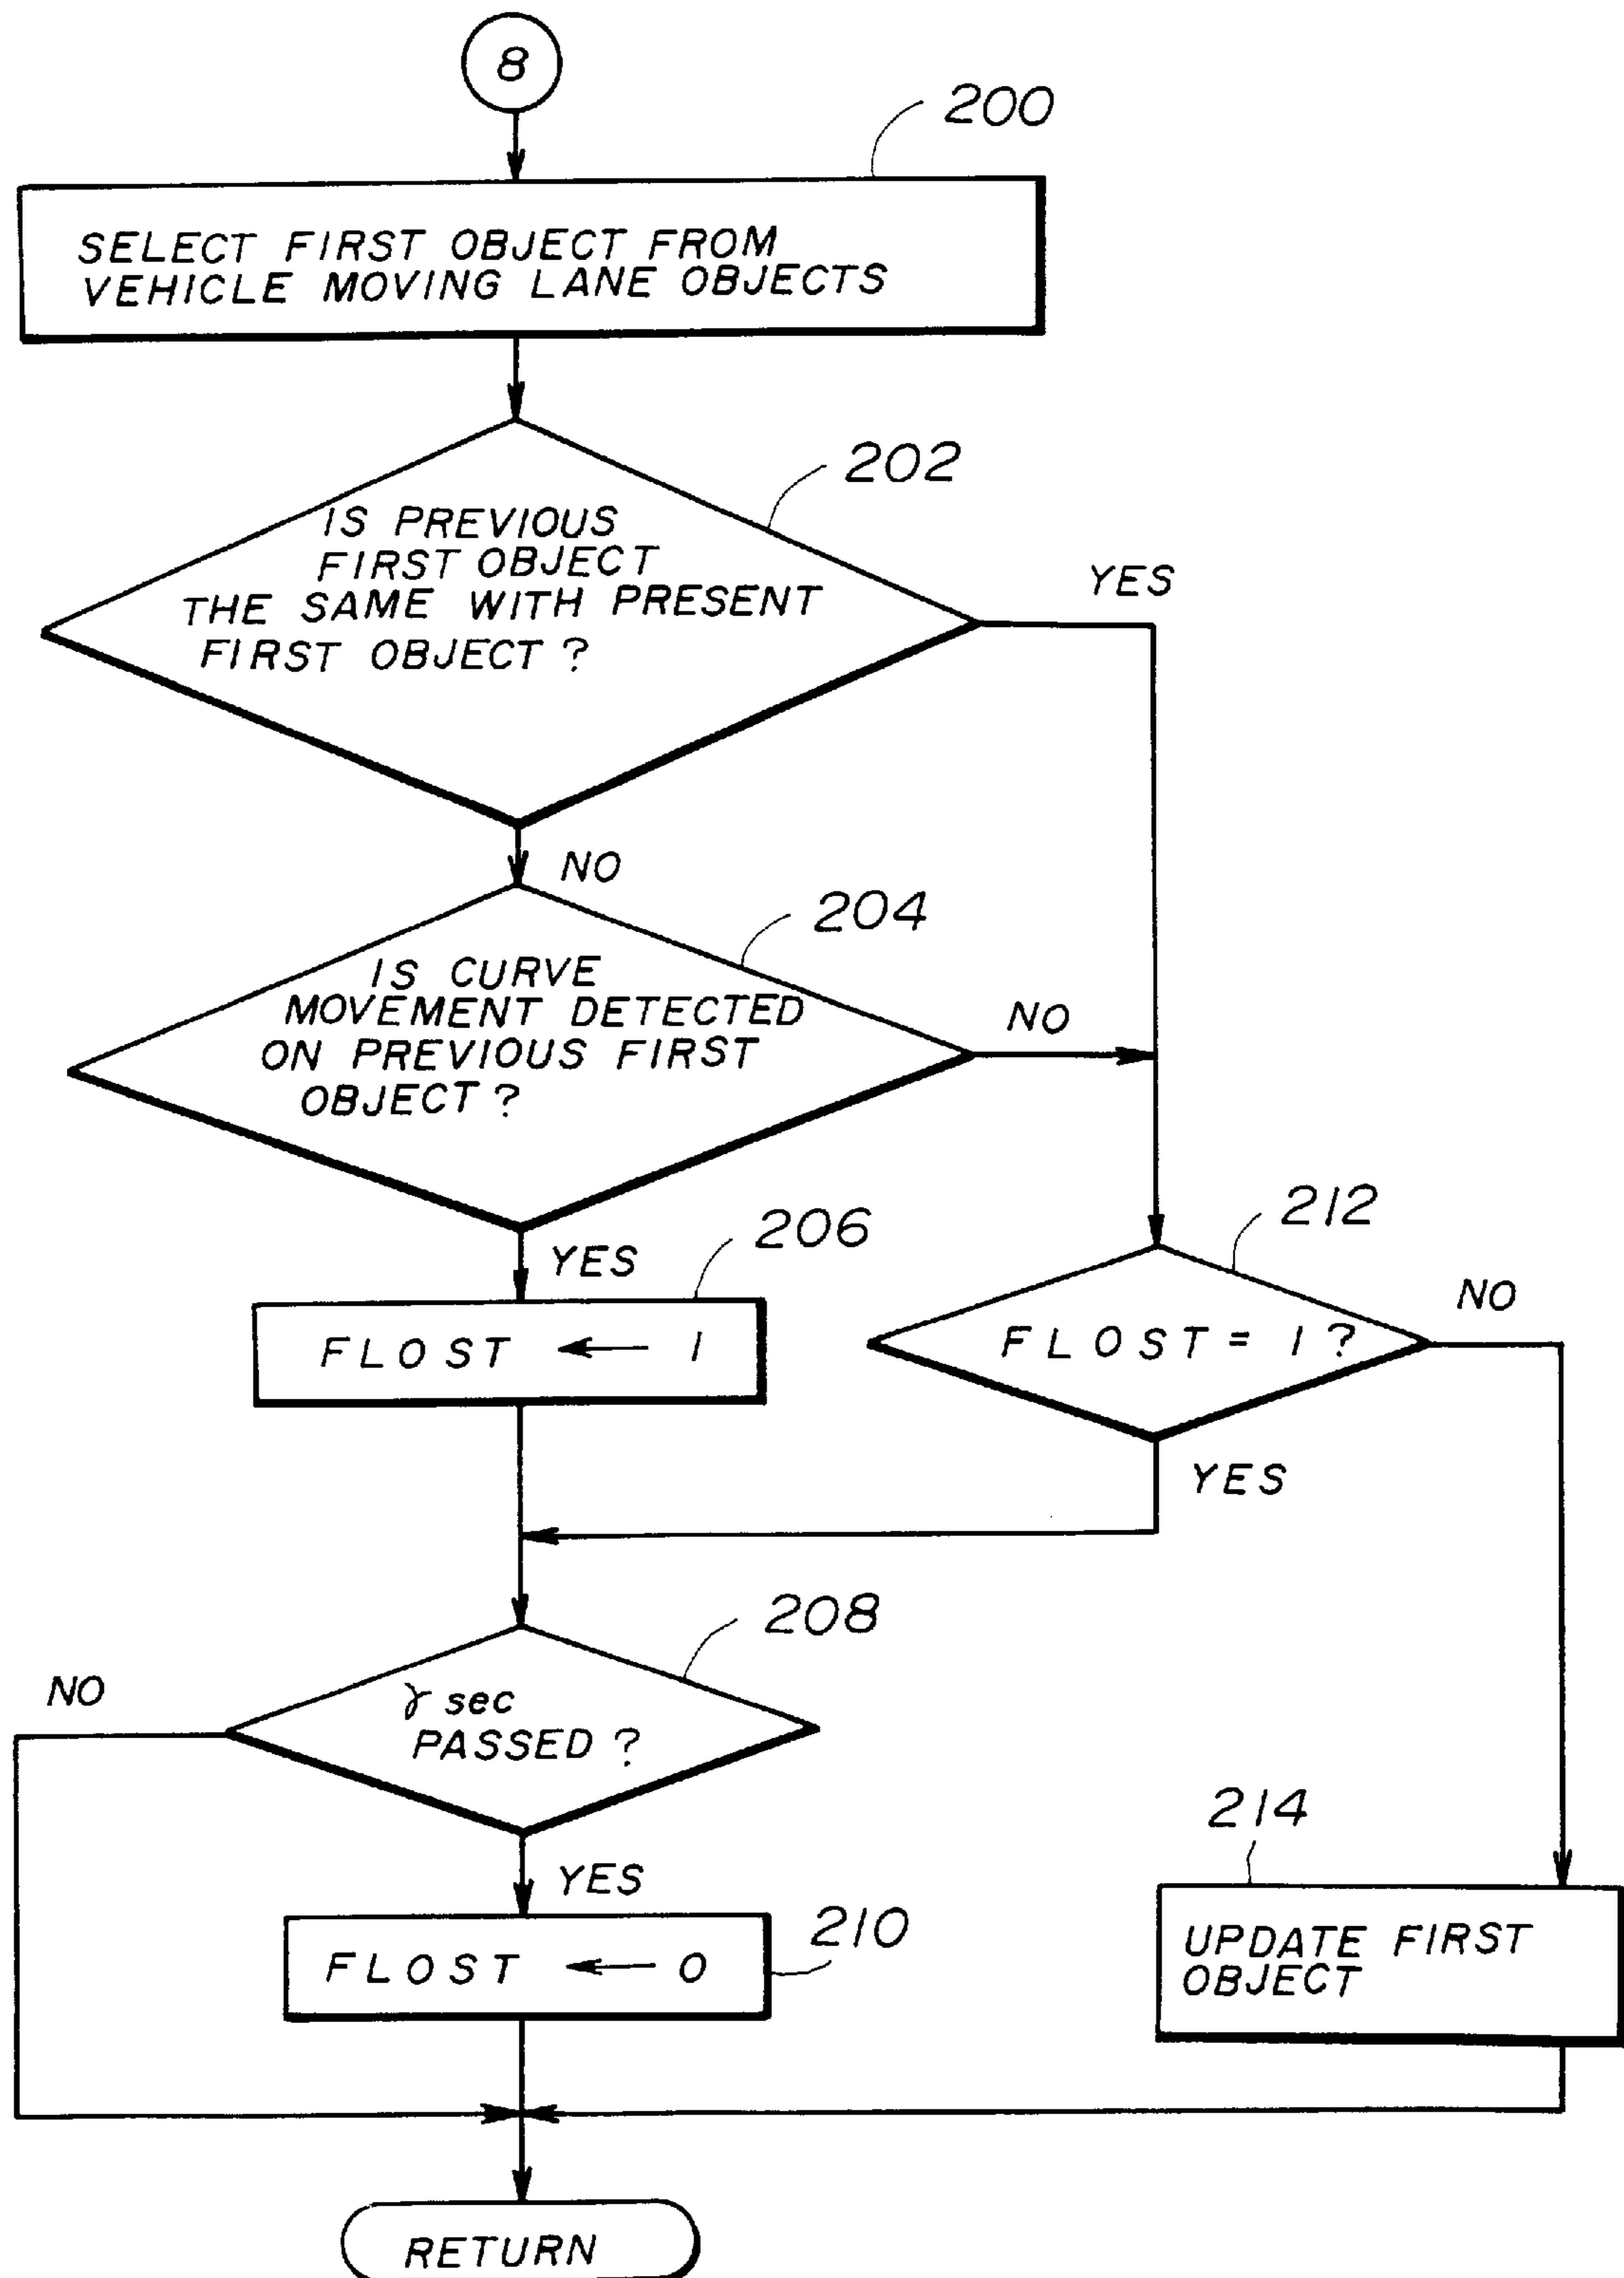 8
200
SELECT FIRST OBJECT FROM
VEHICLE MOVING LANE OBJECTS
202
IS PREVIOUS
FIRST OBJECT
THE SAME WITH PRESENT
FIRST OBJECT ?
YES
NO
204
IS CURVE
MOVEMENT DETECTED
ON PREVIOUS FIRST
OBJECT ?
NO
YES
206
FLOST ← 1
212
FLOST = 1 ?
NO
YES
208
γ sec
PASSED ?
NO
YES
210
FLOST ← 0
214
UPDATE FIRST
OBJECT
RETURN